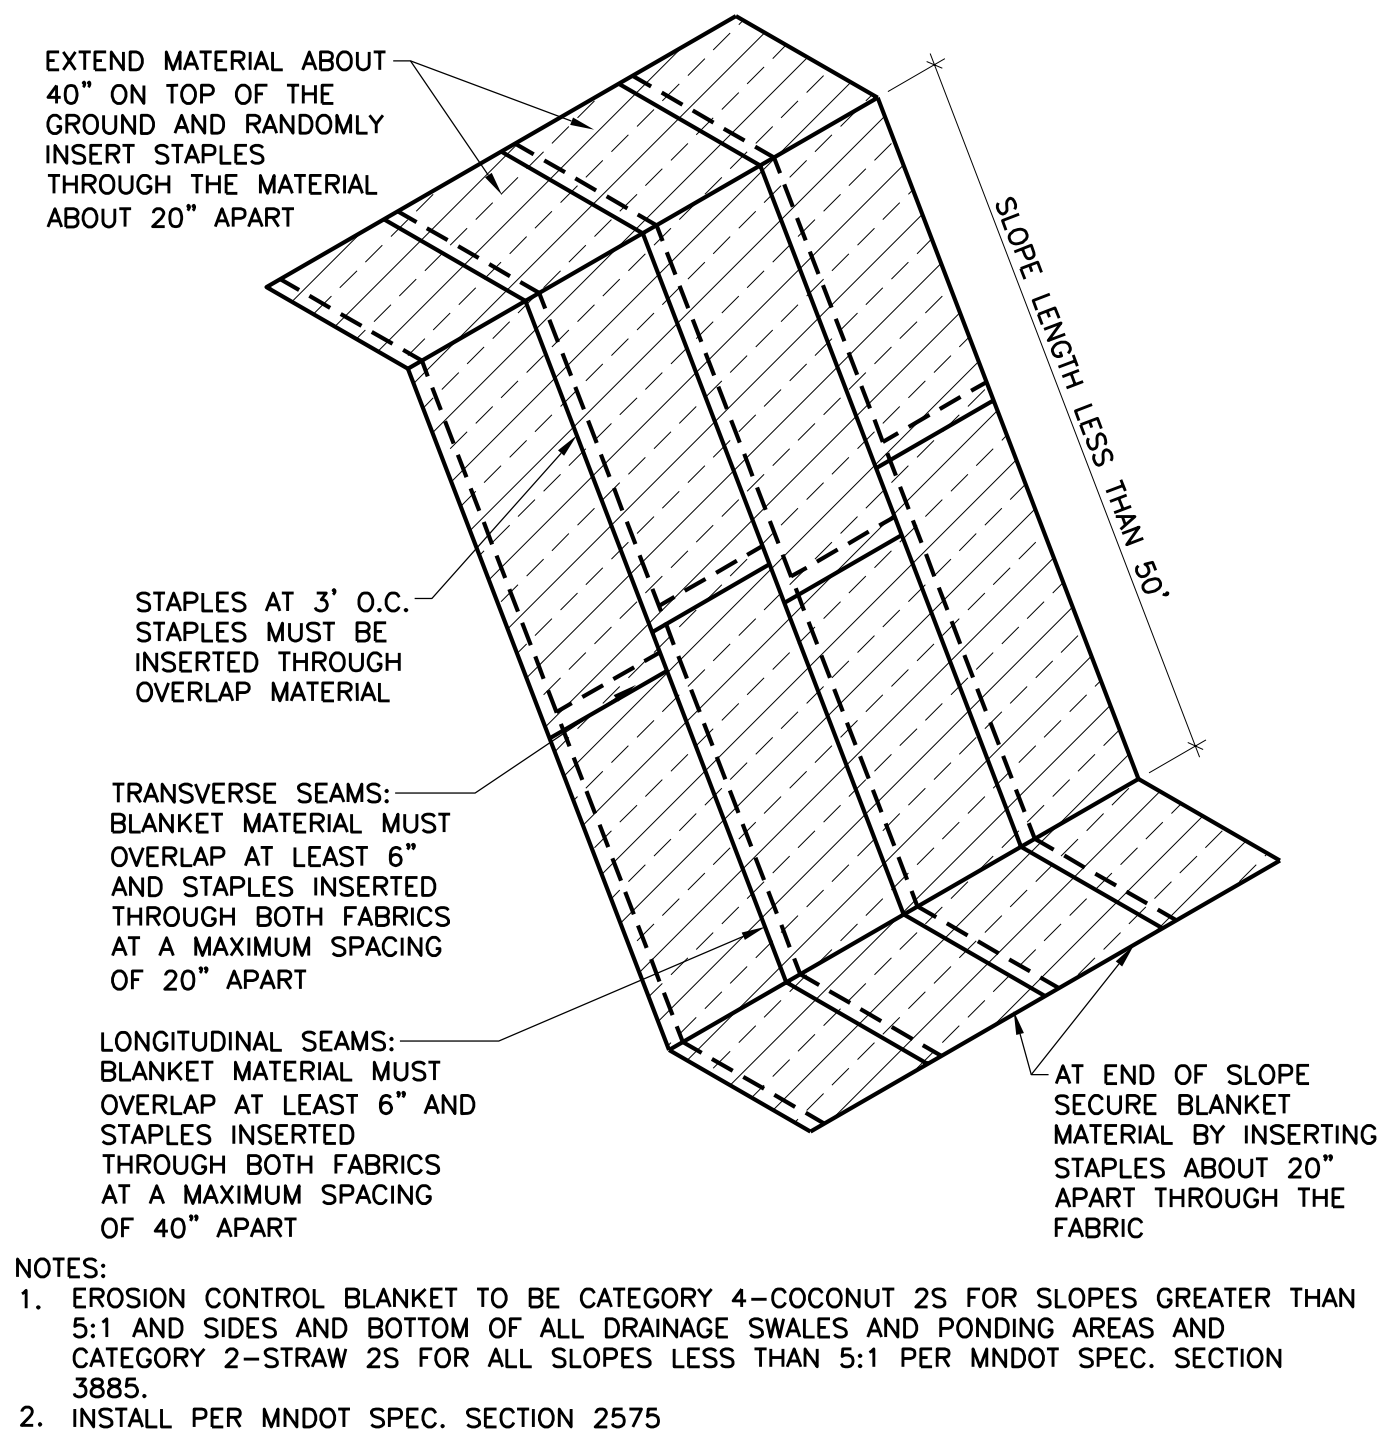 EXTEND MATERIAL ABOUT
40" ON TOP OF THE
GROUND AND RANDOMLY
INSERT STAPLES
THROUGH THE MATERIAL
ABOUT 20" APART
SLOPE LENGTH LESS THAN 50'
STAPLES AT 3' O.C.
STAPLES MUST BE
INSERTED THROUGH
OVERLAP MATERIAL
TRANSVERSE SEAMS:
BLANKET MATERIAL MUST
OVERLAP AT LEAST 6"
AND STAPLES INSERTED
THROUGH BOTH FABRICS
AT A MAXIMUM SPACING
OF 20" APART
LONGITUDINAL SEAMS:
BLANKET MATERIAL MUST
OVERLAP AT LEAST 6" AND
STAPLES INSERTED
THROUGH BOTH FABRICS
AT A MAXIMUM SPACING
OF 40" APART
AT END OF SLOPE
SECURE BLANKET
MATERIAL BY INSERTING
STAPLES ABOUT 20"
APART THROUGH THE
FABRIC
NOTES:
1. EROSION CONTROL BLANKET TO BE CATEGORY 4-COCONUT 2S FOR SLOPES GREATER THAN
5:1 AND SIDES AND BOTTOM OF ALL DRAINAGE SWALES AND PONDING AREAS AND
CATEGORY 2-STRAW 2S FOR ALL SLOPES LESS THAN 5:1 PER MNDOT SPEC. SECTION
3885.
2. INSTALL PER MNDOT SPEC. SECTION 2575